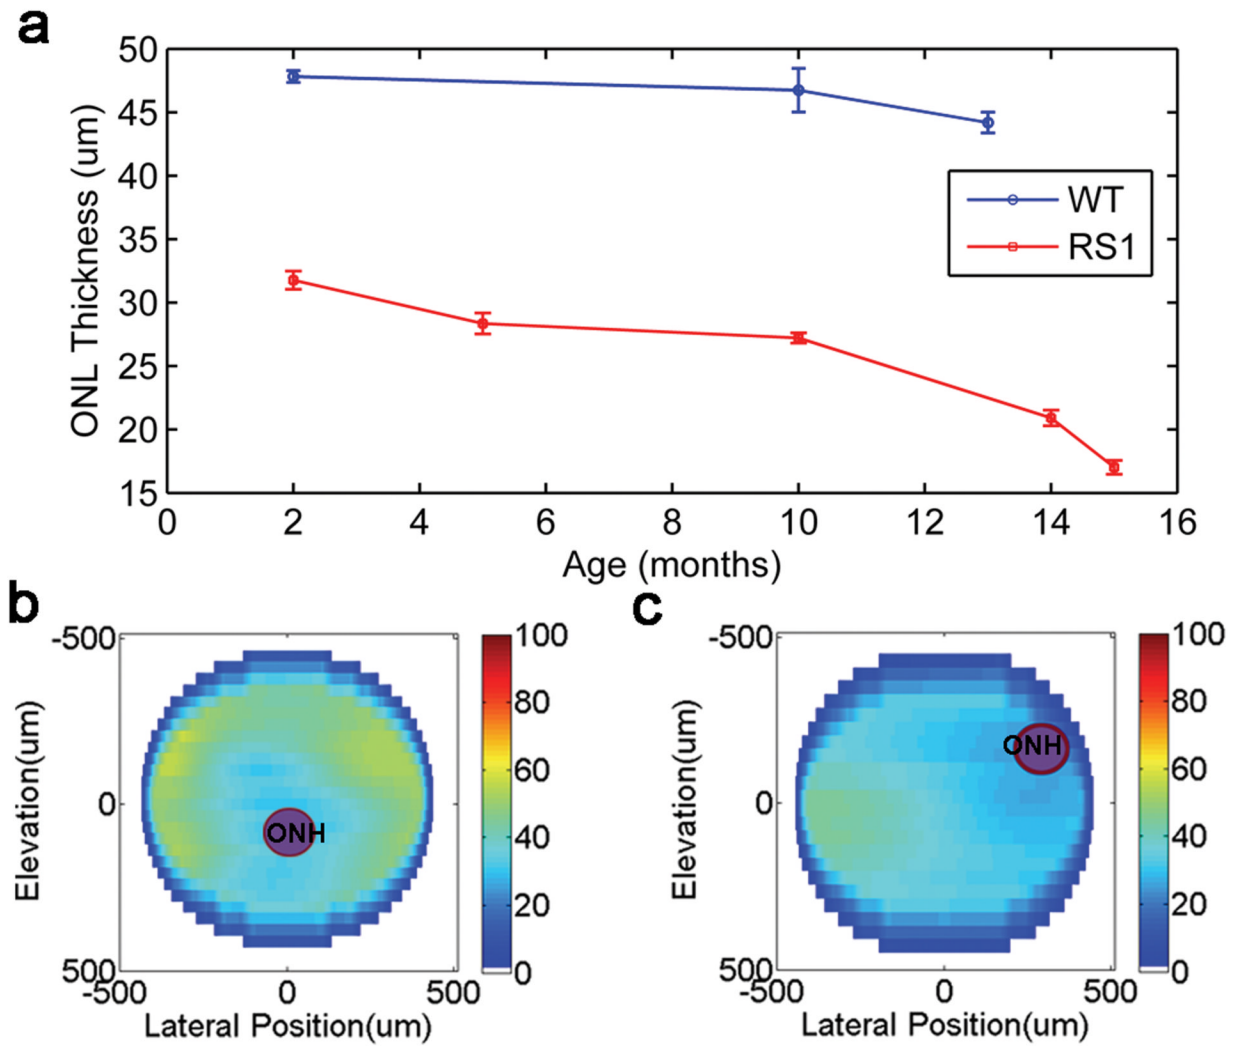 a
50
45
40
35
30
25
20
15
ONL Thickness (um)
WT
RS1
0 2 4 6 8 10 12 14 16
Age (months)
b
-500
0
500
Elevation(um)
ONH
-500 0 500
Lateral Position(um)
100
80
60
40
20
0
c
-500
0
500
Elevation(um)
ONH
-500 0 500
Lateral Position(um)
100
80
60
40
20
0